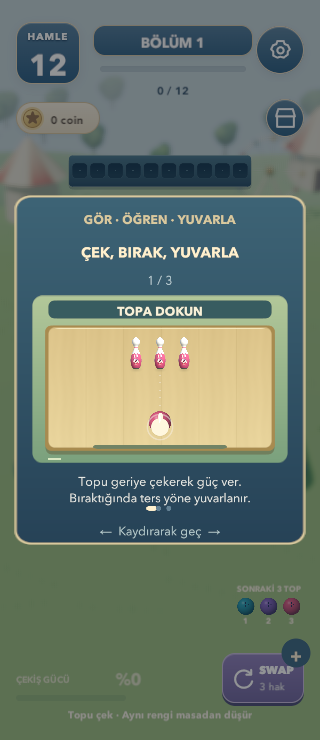 HAMLE
12
BÖLÜM 1
0 / 12
0 coin
GÖR · ÖĞREN · YUVARLA
ÇEK, BIRAK, YUVARLA
1 / 3
TOPA DOKUN
Topu geriye çekerek güç ver.
Bıraktığında ters yöne yuvarlanır.
← Kaydırarak geç →
SONRAKİ 3 TOP
1 2 3
ÇEKİŞ GÜCÜ %0
+
SWAP
3 hak
Topu çek · Aynı rengi masadan düşür